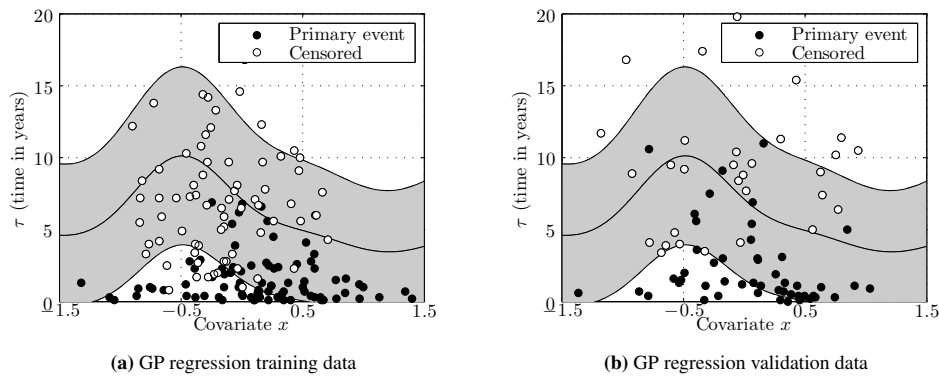 20
15
10
5
0
−1.5
−0.5
0.5
1.5
τ (time in years)
Covariate x
Primary event
Censored
(a) GP regression training data
20
15
10
5
0
−1.5
−0.5
0.5
1.5
τ (time in years)
Covariate x
Primary event
Censored
(b) GP regression validation data